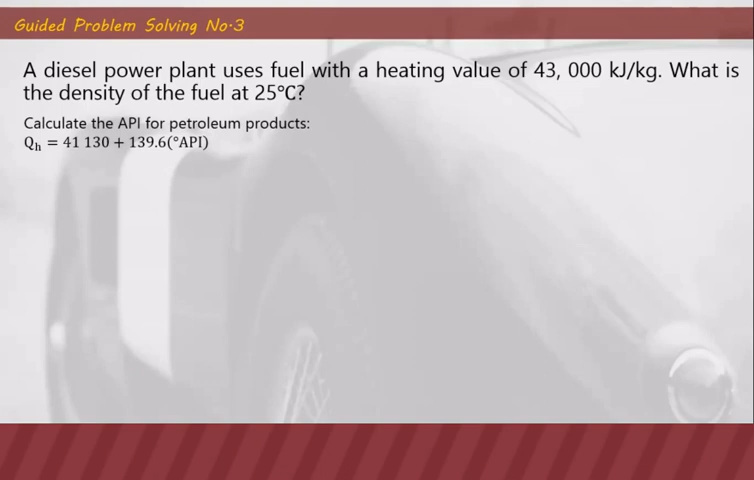 Guided Problem Solving No.3
A diesel power plant uses fuel with a heating value of 43, 000 kJ/kg. What is
the density of the fuel at 25°C?
Calculate the API for petroleum products:
Qₕ = 41 130 + 139.6(°API)